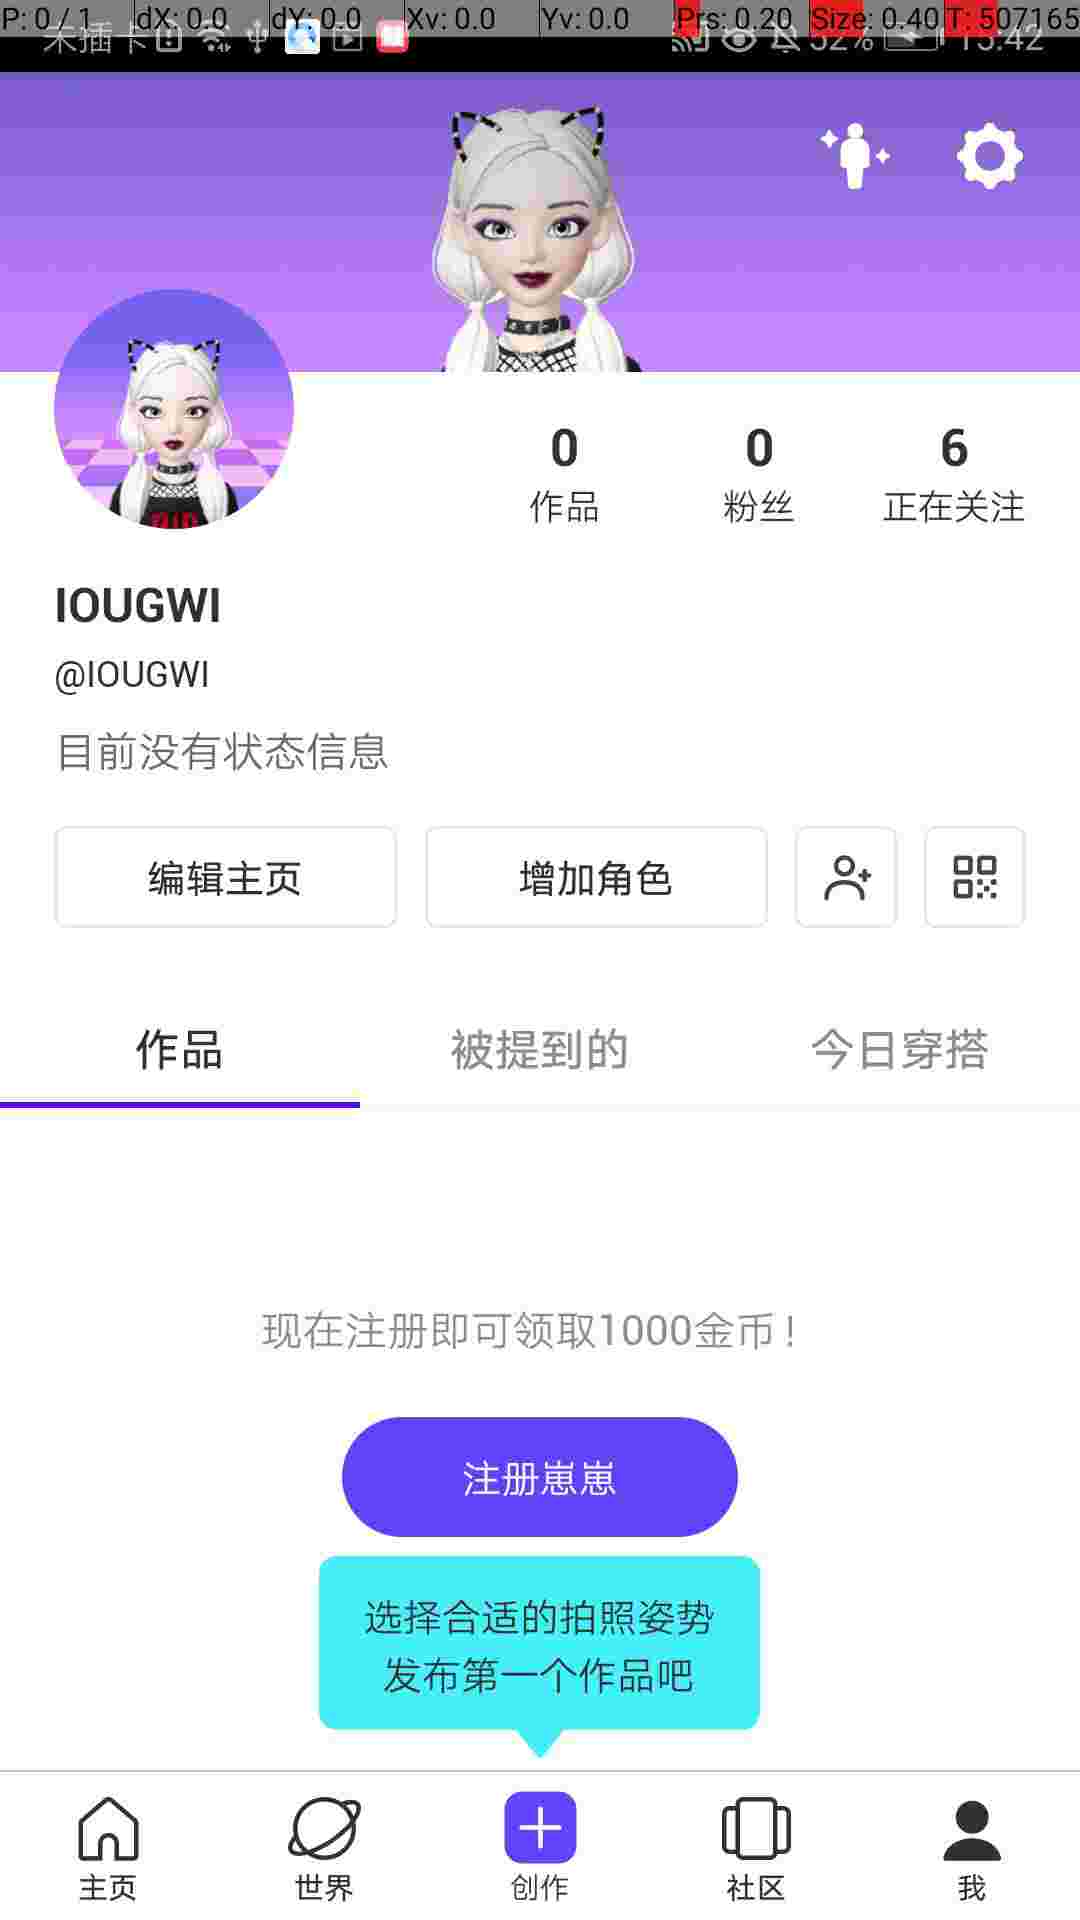 P: 0 / 1 dX: 0.0 dY: 0.0 Xv: 0.0 Yv: 0.0 Prs: 0.20 Size: 0.40 T: 507165
未插卡 52% 15:42
0 0 6
作品 粉丝 正在关注
IOUGWI
@IOUGWI
目前没有状态信息
编辑主页 增加角色
作品 被提到的 今日穿搭
现在注册即可领取1000金币！
注册崽崽
选择合适的拍照姿势
发布第一个作品吧
主页 世界 创作 社区 我